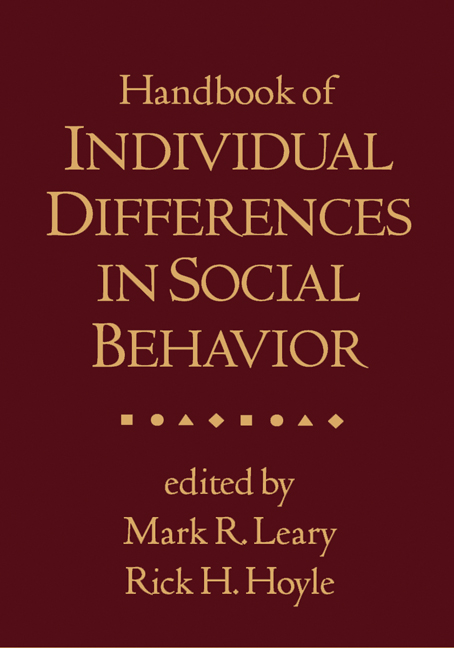 Handbook of
INDIVIDUAL
DIFFERENCES
IN SOCIAL
BEHAVIOR
edited by
Mark R. Leary
Rick H. Hoyle